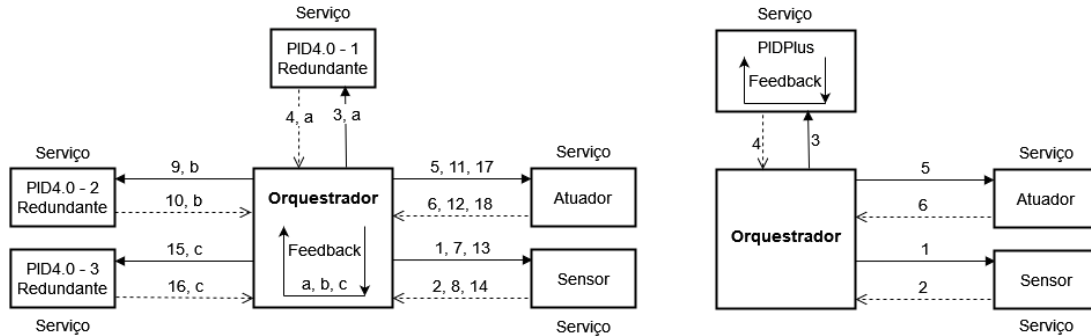 Serviço
PID4.0 - 1
Redundante
4, a
3, a
Serviço
PID4.0 - 2
Redundante
9, b
10, b
PID4.0 - 3
Redundante
Serviço
15, c
16, c
Orquestrador
Feedback
a, b, c
5, 11, 17
6, 12, 18
1, 7, 13
2, 8, 14
Serviço
Atuador
Sensor
Serviço
Serviço
PIDPlus
Feedback
4
3
Orquestrador
5
6
1
2
Serviço
Atuador
Sensor
Serviço